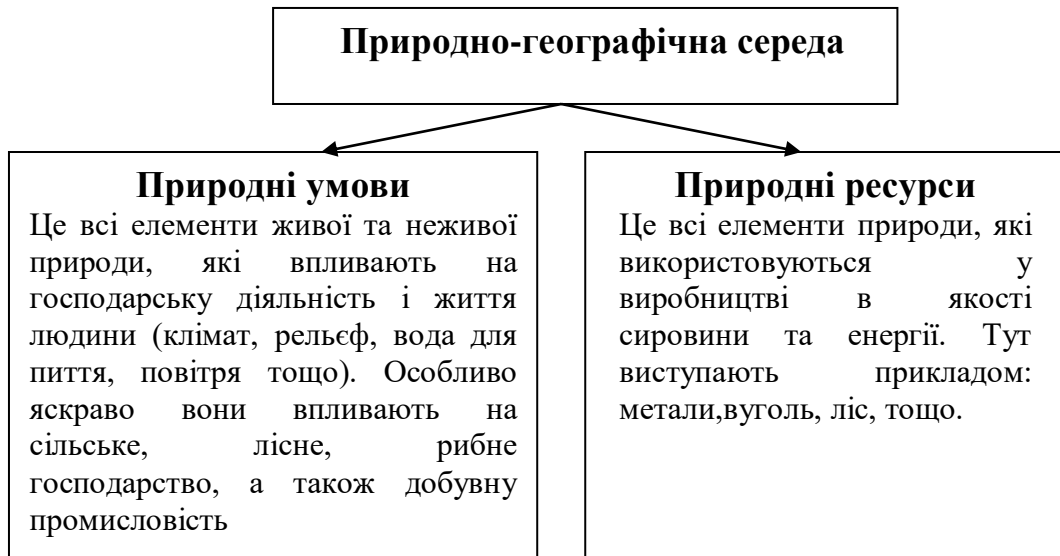 Природно-географічна середа
Природні умови
Це всі елементи живої та неживої
природи, які впливають на
господарську діяльність і життя
людини (клімат, рельєф, вода для
пиття, повітря тощо). Особливо
яскраво вони впливають на
сільське, лісне, рибне
господарство, а також добувну
промисловість
Природні ресурси
Це всі елементи природи, які
використовуються у
виробництві в якості
сировини та енергії. Тут
виступають прикладом:
метали,вуголь, ліс, тощо.